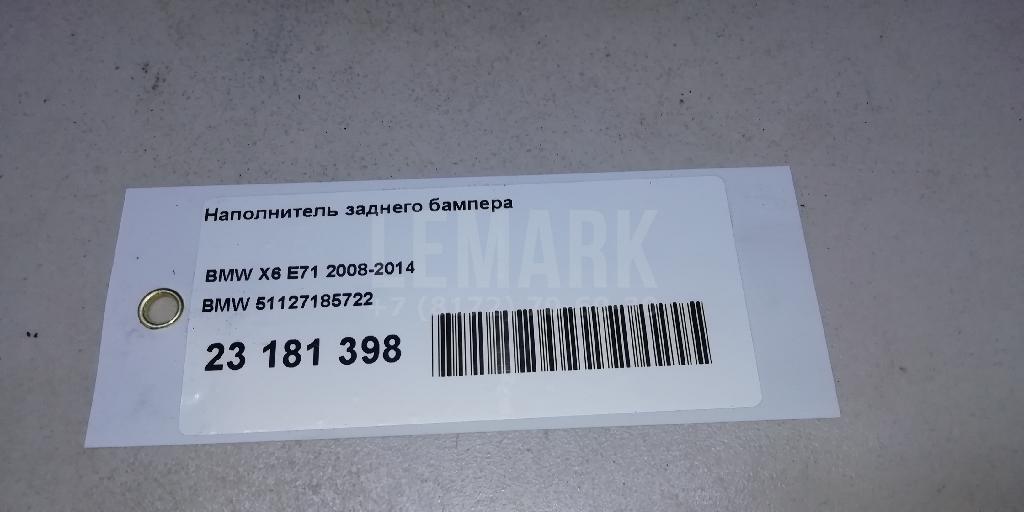 Наполнитель заднего бампера
LEMARK
BMW X6 E71 2008-2014
BMW 51127185722
23 181 398